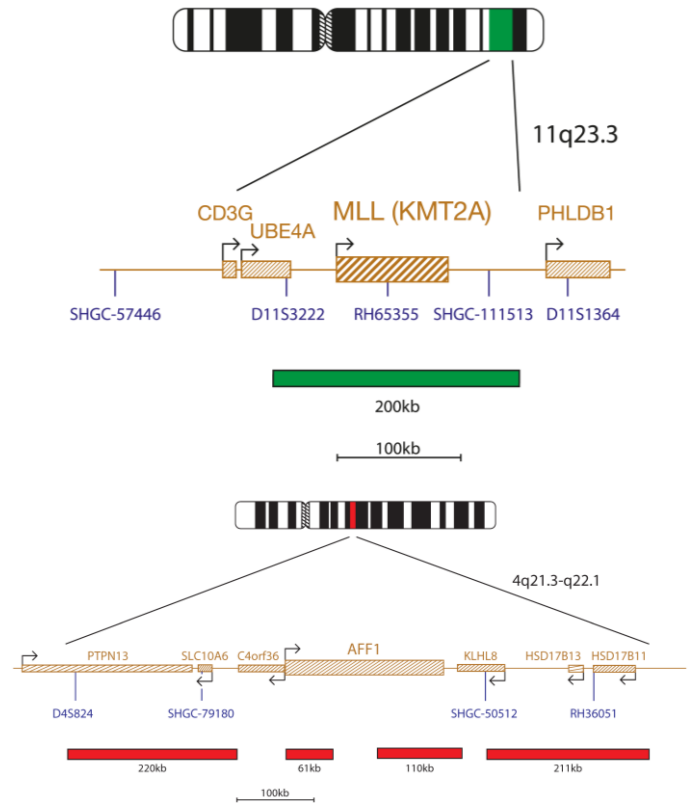 11q23.3
CD3G
UBE4A
MLL (KMT2A)
PHLDB1
SHGC-57446
D11S3222
RH65355
SHGC-111513
D11S1364
200kb
100kb
4q21.3-q22.1
PTPN13
SLC10A6
C4orf36
AFF1
KLHL8
HSD17B13
HSD17B11
D4S824
SHGC-79180
SHGC-50512
RH36051
220kb
61kb
110kb
211kb
100kb